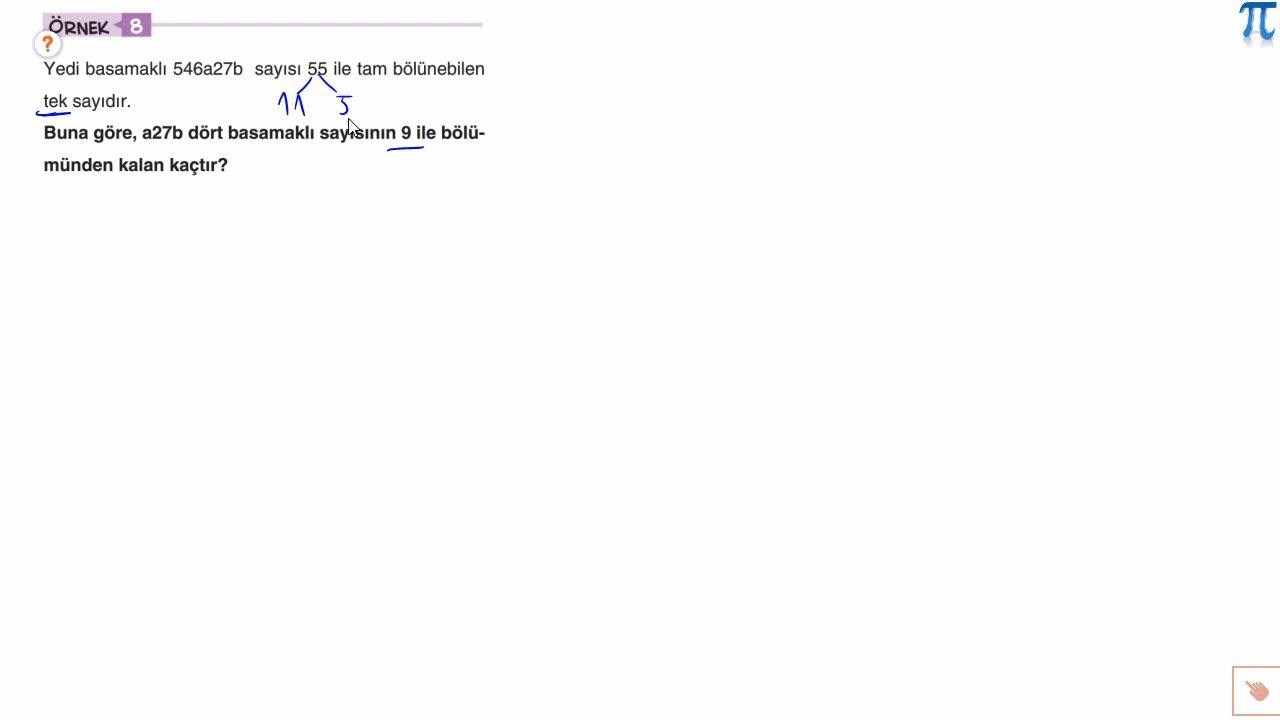 ÖRNEK 8
?
Yedi basamaklı 546a27b sayısı 55 ile tam bölünebilen
tek sayıdır.
11 5
Buna göre, a27b dört basamaklı sayısının 9 ile bölü-
münden kalan kaçtır?
π